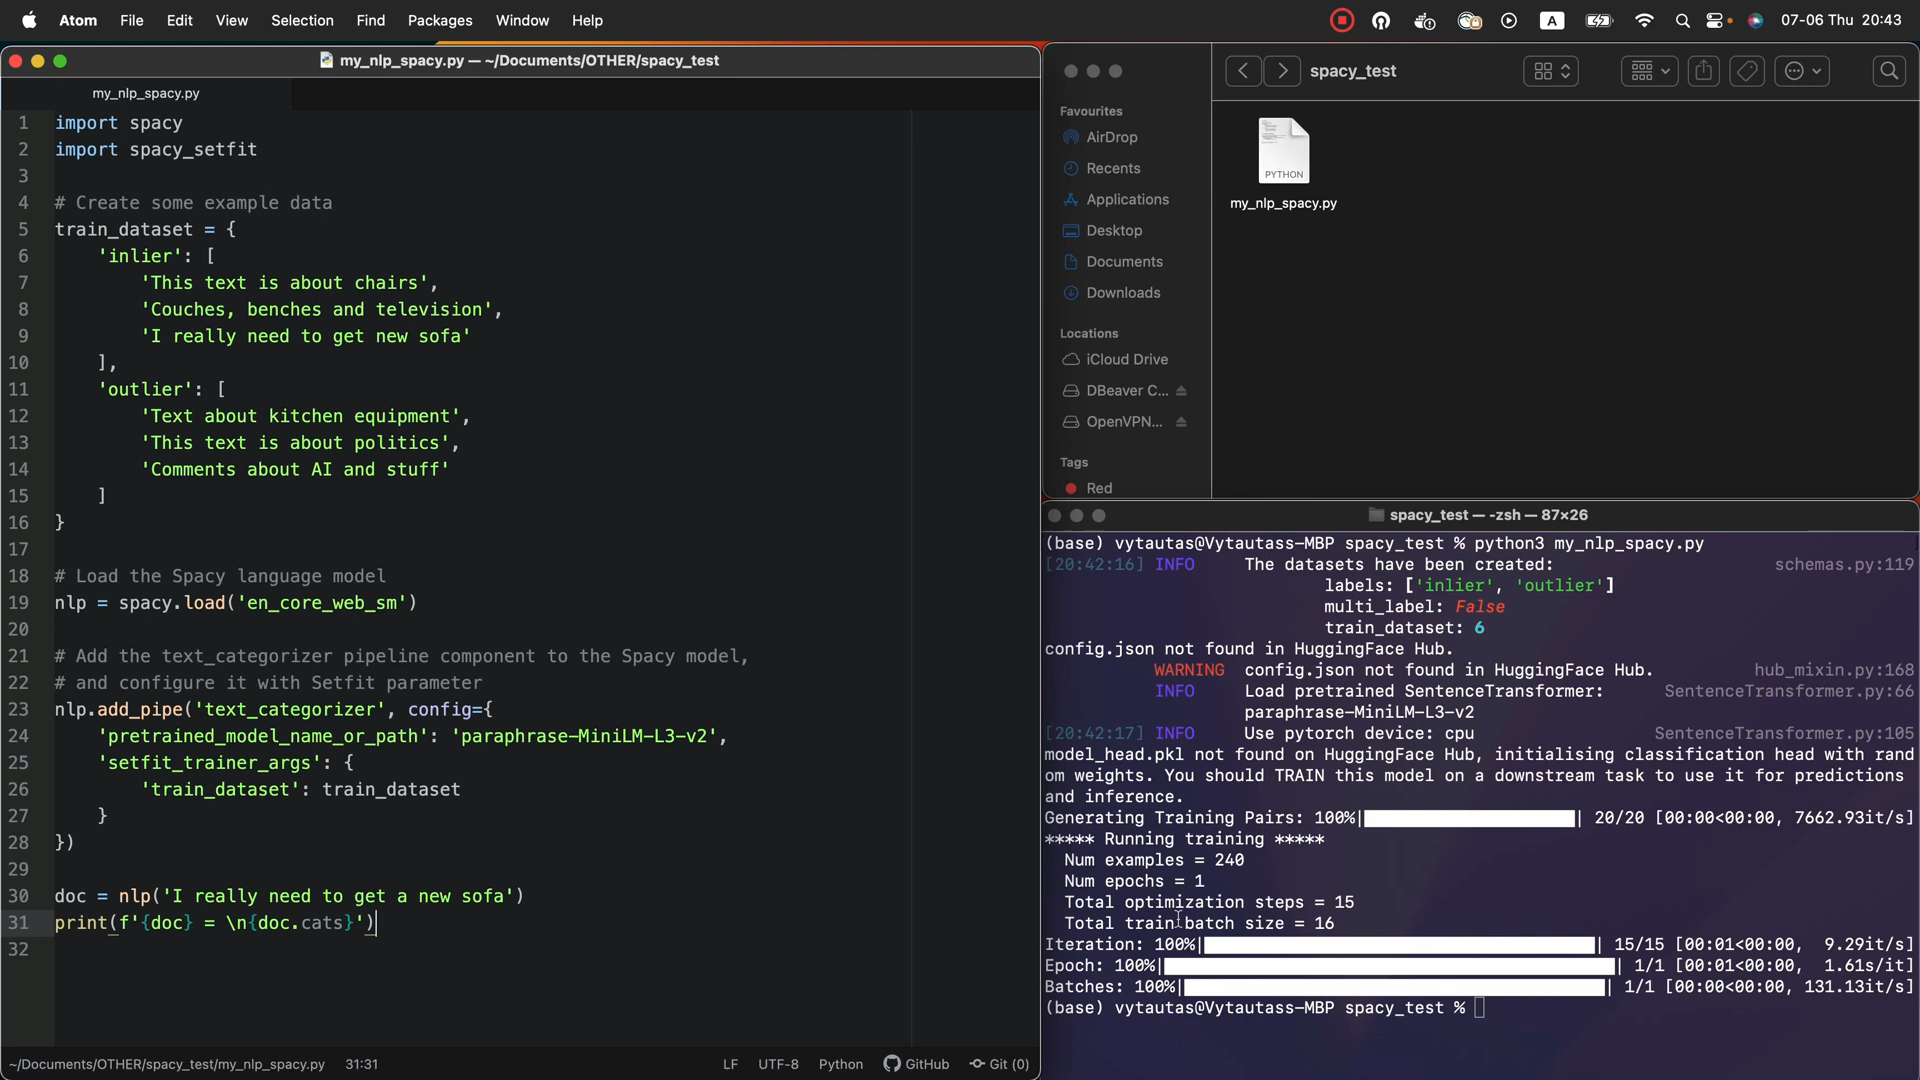 Atom File Edit View Selection Find Packages Window Help
A
07-06 Thu 20:43
my_nlp_spacy.py — ~/Documents/OTHER/spacy_test
my_nlp_spacy.py
1 import spacy
2 import spacy_setfit
3
4 # Create some example data
5 train_dataset = {
6 'inlier': [
7 'This text is about chairs',
8 'Couches, benches and television',
9 'I really need to get new sofa'
10 ],
11 'outlier': [
12 'Text about kitchen equipment',
13 'This text is about politics',
14 'Comments about AI and stuff'
15 ]
16 }
17
18 # Load the Spacy language model
19 nlp = spacy.load('en_core_web_sm')
20
21 # Add the text_categorizer pipeline component to the Spacy model,
22 # and configure it with Setfit parameter
23 nlp.add_pipe('text_categorizer', config={
24 'pretrained_model_name_or_path': 'paraphrase-MiniLM-L3-v2',
25 'setfit_trainer_args': {
26 'train_dataset': train_dataset
27 }
28 })
29
30 doc = nlp('I really need to get a new sofa')
31 print(f'{doc} = \n{doc.cats}')
32
~/Documents/OTHER/spacy_test/my_nlp_spacy.py 31:31 LF UTF-8 Python GitHub Git (0)
spacy_test
Favourites
AirDrop
Recents
Applications
Desktop
Documents
Downloads
Locations
iCloud Drive
DBeaver C...
OpenVPN...
Tags
Red
PYTHON
my_nlp_spacy.py
spacy_test — -zsh — 87×26
(base) vytautas@Vytautass-MBP spacy_test % python3 my_nlp_spacy.py
[20:42:16] INFO The datasets have been created: schemas.py:119
labels: ['inlier', 'outlier']
multi_label: False
train_dataset: 6
config.json not found in HuggingFace Hub.
WARNING config.json not found in HuggingFace Hub. hub_mixin.py:168
INFO Load pretrained SentenceTransformer: SentenceTransformer.py:66
paraphrase-MiniLM-L3-v2
[20:42:17] INFO Use pytorch device: cpu SentenceTransformer.py:105
model_head.pkl not found on HuggingFace Hub, initialising classification head with rand
om weights. You should TRAIN this model on a downstream task to use it for predictions
and inference.
Generating Training Pairs: 100%| | 20/20 [00:00<00:00, 7662.93it/s]
***** Running training *****
Num examples = 240
Num epochs = 1
Total optimization steps = 15
Total train batch size = 16
Iteration: 100%| | 15/15 [00:01<00:00, 9.29it/s]
Epoch: 100%| | 1/1 [00:01<00:00, 1.61s/it]
Batches: 100%| | 1/1 [00:00<00:00, 131.13it/s]
(base) vytautas@Vytautass-MBP spacy_test %